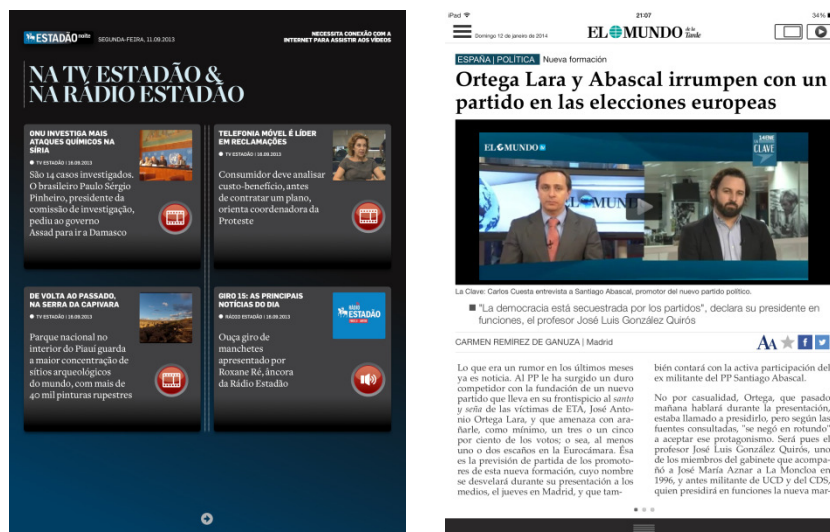 ESTADÃO noite
SEGUNDA-FEIRA, 11.09.2013
NECESSITA CONEXÃO COM A
INTERNET PARA ASSISTIR AOS VÍDEOS
NA TV ESTADÃO &
NA RÁDIO ESTADÃO
ONU INVESTIGA MAIS
ATAQUES QUÍMICOS NA
SÍRIA
TV ESTADÃO | 16.09.2013
São 14 casos investigados.
O brasileiro Paulo Sérgio
Pinheiro, presidente da
comissão de investigação,
pediu ao governo
Assad para ir a Damasco
TELEFONIA MÓVEL É LÍDER
EM RECLAMAÇÕES
TV ESTADÃO | 16.09.2013
Consumidor deve analisar
custo-benefício, antes
de contratar um plano,
orienta coordenadora da
Proteste
DE VOLTA AO PASSADO,
NA SERRA DA CAPIVARA
TV ESTADÃO | 16.09.2013
Parque nacional no
interior do Piauí guarda
a maior concentração de
sítios arqueológicos
do mundo, com mais de
40 mil pinturas rupestres
GIRO 15: AS PRINCIPAIS
NOTÍCIAS DO DIA
RÁDIO ESTADÃO | 16.09.2013
ESTADÃO
Ouça giro de
manchetes
apresentado por
Roxane Ré, âncora
da Rádio Estadão
iPad
21:07
34%
Domingo 12 de janeiro de 2014
EL MUNDO de la Tarde
ESPAÑA | POLÍTICA Nueva formación
Ortega Lara y Abascal irrumpen con un
partido en las elecciones europeas
EL MUNDO
CLAVE
EL MUN
La Clave: Carlos Cuesta entrevista a Santiago Abascal, promotor del nuevo partido político.
"La democracia está secuestrada por los partidos", declara su presidente en
funciones, el profesor José Luis González Quirós
CARMEN REMIREZ DE GANUZA | Madrid
AA
Lo que era un rumor en los últimos meses
ya es noticia. Al PP le ha surgido un duro
competidor con la fundación de un nuevo
partido que lleva en su frontispicio al santo
y seña de las víctimas de ETA, José Anto-
nio Ortega Lara, y que amenaza con ara-
ñarle, como mínimo, un tres o un cinco
por ciento de los votos; o sea, al menos
uno o dos escaños en la Eurocámara. Ésa
es la previsión de partida de los promoto-
res de esta nueva formación, cuyo nombre
se desvelará durante su presentación a los
medios, el jueves en Madrid, y que tam-
bién contará con la activa participación del
ex militante del PP Santiago Abascal.
No por casualidad, Ortega, que pasado
mañana hablará durante la presentación,
estaba llamado a presidirlo, pero según las
fuentes consultadas, "se negó en rotundo"
a aceptar ese protagonismo. Será pues el
profesor José Luis González Quirós, uno
de los miembros del gabinete que acompa-
ñó a José María Aznar a La Moncloa en
1996, y antes militante de UCD y del CDS,
quien presidirá en funciones la nueva mar-